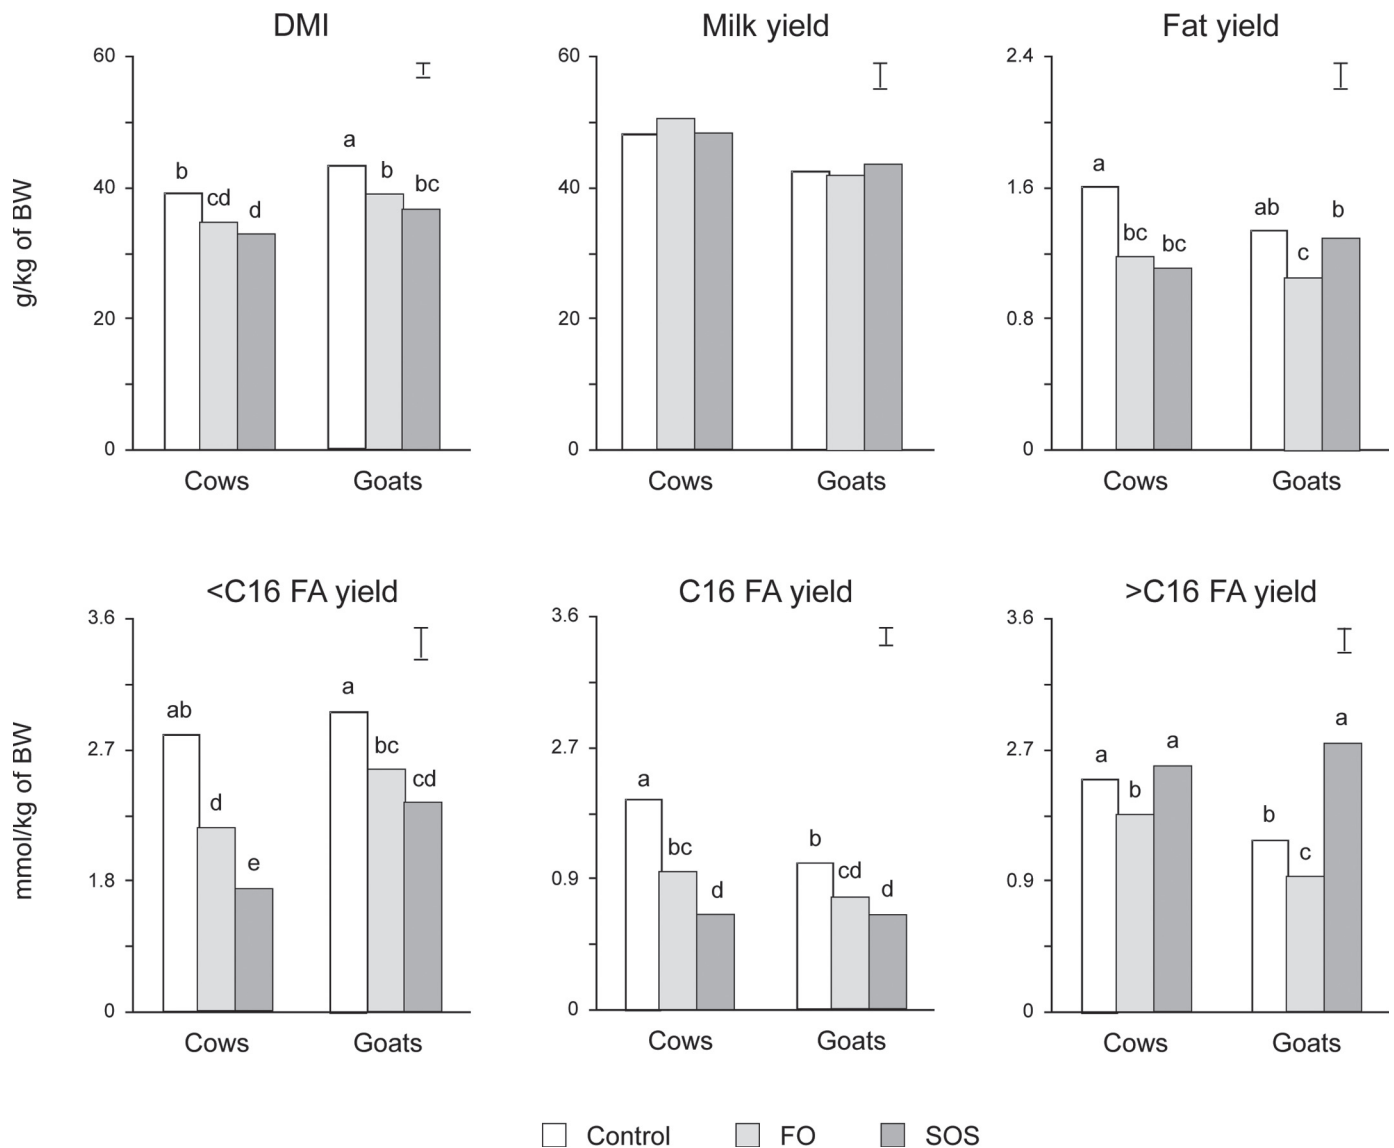 DMI
Milk yield
Fat yield
g/kg of BW
60
40
20
0
b
cd
d
a
b
bc
Cows
Goats
60
40
20
0
Cows
Goats
2.4
1.6
0.8
0
a
bc
bc
ab
c
b
Cows
Goats
<C16 FA yield
C16 FA yield
>C16 FA yield
mmol/kg of BW
3.6
2.7
1.8
0
ab
d
e
a
bc
cd
Cows
Goats
3.6
2.7
0.9
0
a
bc
d
b
cd
d
Cows
Goats
3.6
2.7
0.9
0
a
b
a
b
c
a
Cows
Goats
Control
FO
SOS